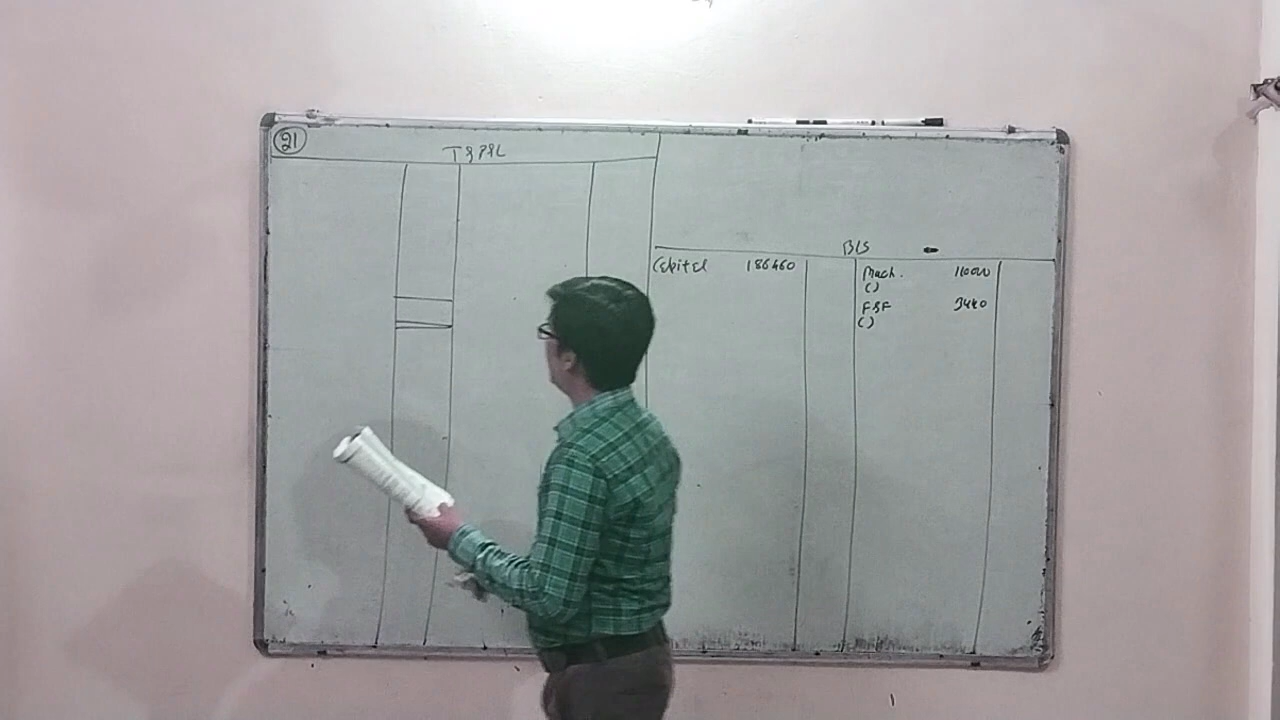 21
T & P&L
B/S
Capital 186460
Mach. 11000
()
F&F 3440
()